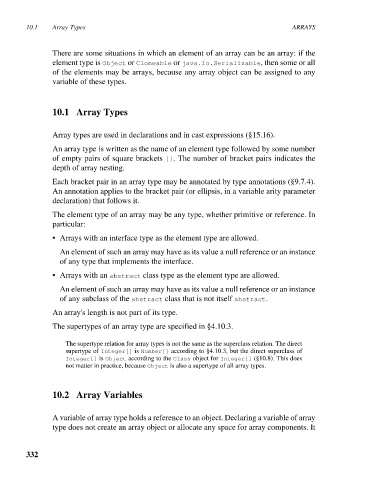 10.1 Array Types ARRAYS
There are some situations in which an element of an array can be an array: if the
element type is Object or Cloneable or java.io.Serializable, then some or all
of the elements may be arrays, because any array object can be assigned to any
variable of these types.
10.1 Array Types
Array types are used in declarations and in cast expressions (§15.16).
An array type is written as the name of an element type followed by some number
of empty pairs of square brackets []. The number of bracket pairs indicates the
depth of array nesting.
Each bracket pair in an array type may be annotated by type annotations (§9.7.4).
An annotation applies to the bracket pair (or ellipsis, in a variable arity parameter
declaration) that follows it.
The element type of an array may be any type, whether primitive or reference. In
particular:
• Arrays with an interface type as the element type are allowed.
An element of such an array may have as its value a null reference or an instance
of any type that implements the interface.
• Arrays with an abstract class type as the element type are allowed.
An element of such an array may have as its value a null reference or an instance
of any subclass of the abstract class that is not itself abstract.
An array's length is not part of its type.
The supertypes of an array type are specified in §4.10.3.
The supertype relation for array types is not the same as the superclass relation. The direct
supertype of Integer[] is Number[] according to §4.10.3, but the direct superclass of
Integer[] is Object according to the Class object for Integer[] (§10.8). This does
not matter in practice, because Object is also a supertype of all array types.
10.2 Array Variables
A variable of array type holds a reference to an object. Declaring a variable of array
type does not create an array object or allocate any space for array components. It
332